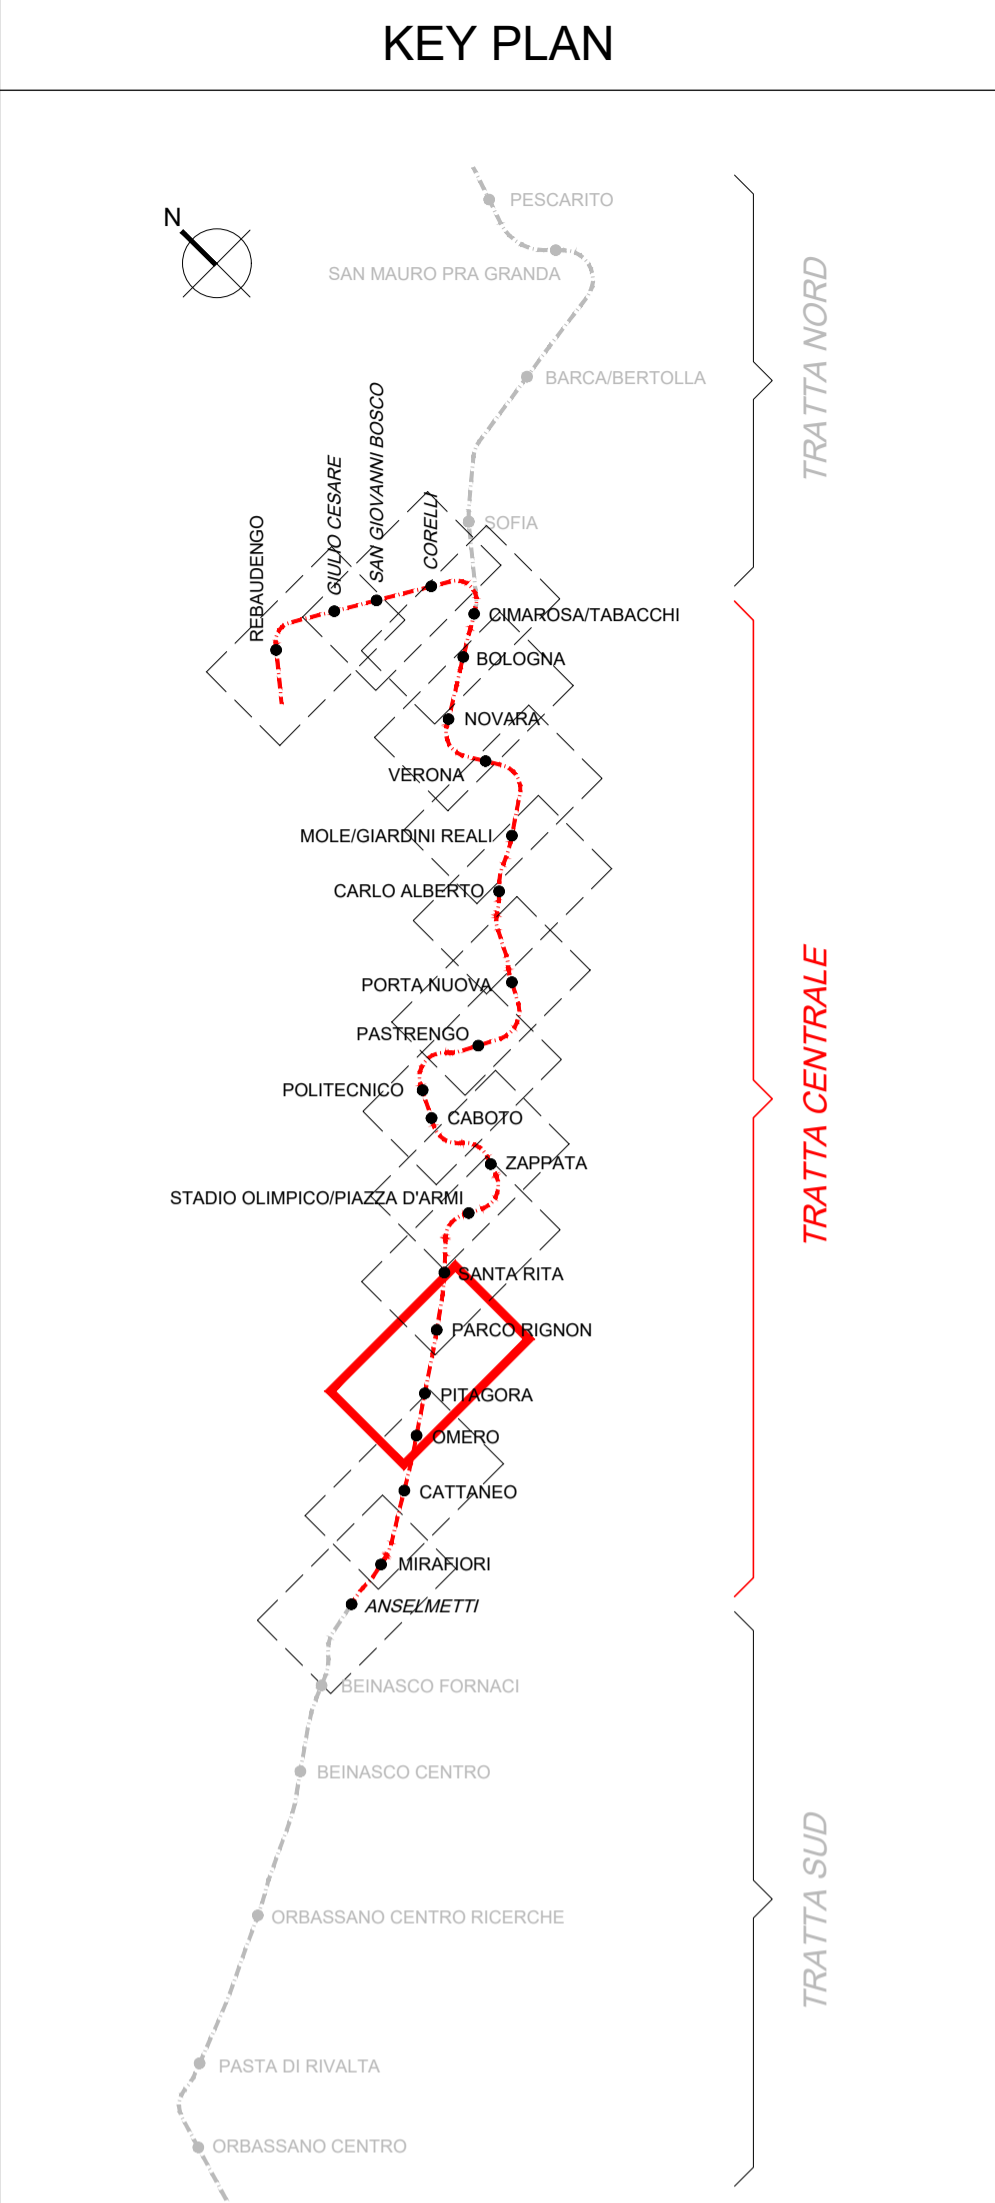 KEY PLAN
N
PESCARITO
SAN MAURO PRA GRANDA
BARCA/BERTOLLA
SOFIA
TRATTA NORD
REBAUDENGO
GIULIO CESARE
SAN GIOVANNI BOSCO
CORELLI
CIMAROSA/TABACCHI
BOLOGNA
NOVARA
VERONA
MOLE/GIARDINI REALI
CARLO ALBERTO
PORTA NUOVA
PASTRENGO
POLITECNICO
CABOTO
ZAPPATA
STADIO OLIMPICO/PIAZZA D'ARMI
SANTA RITA
PARCO RIGNON
PITAGORA
OMERO
CATTANEO
MIRAFIORI
ANSELMETTI
TRATTA CENTRALE
BEINASCO FORNACI
BEINASCO CENTRO
ORBASSANO CENTRO RICERCHE
PASTA DI RIVALTA
ORBASSANO CENTRO
TRATTA SUD